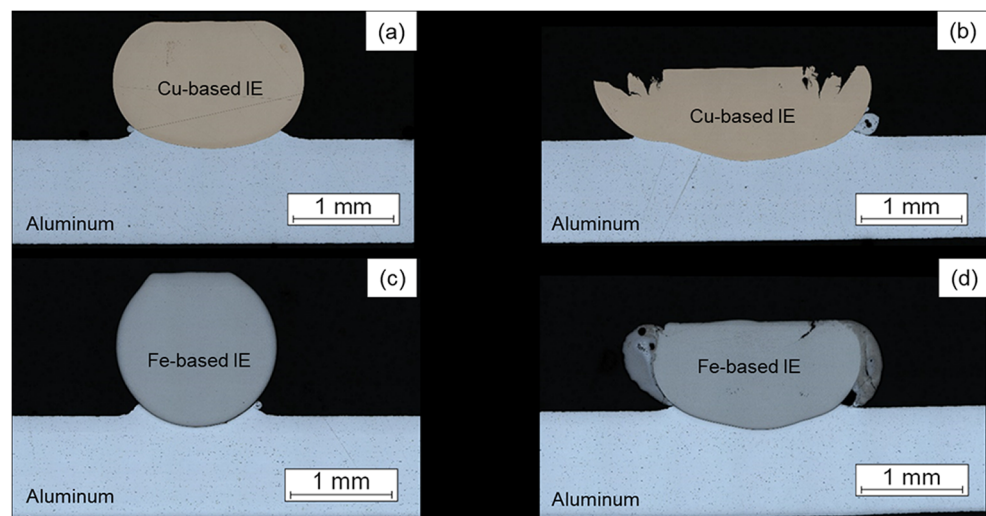 (a)
Cu-based IE
1 mm
Aluminum
(b)
Cu-based IE
1 mm
Aluminum
(c)
Fe-based IE
1 mm
Aluminum
(d)
Fe-based IE
1 mm
Aluminum